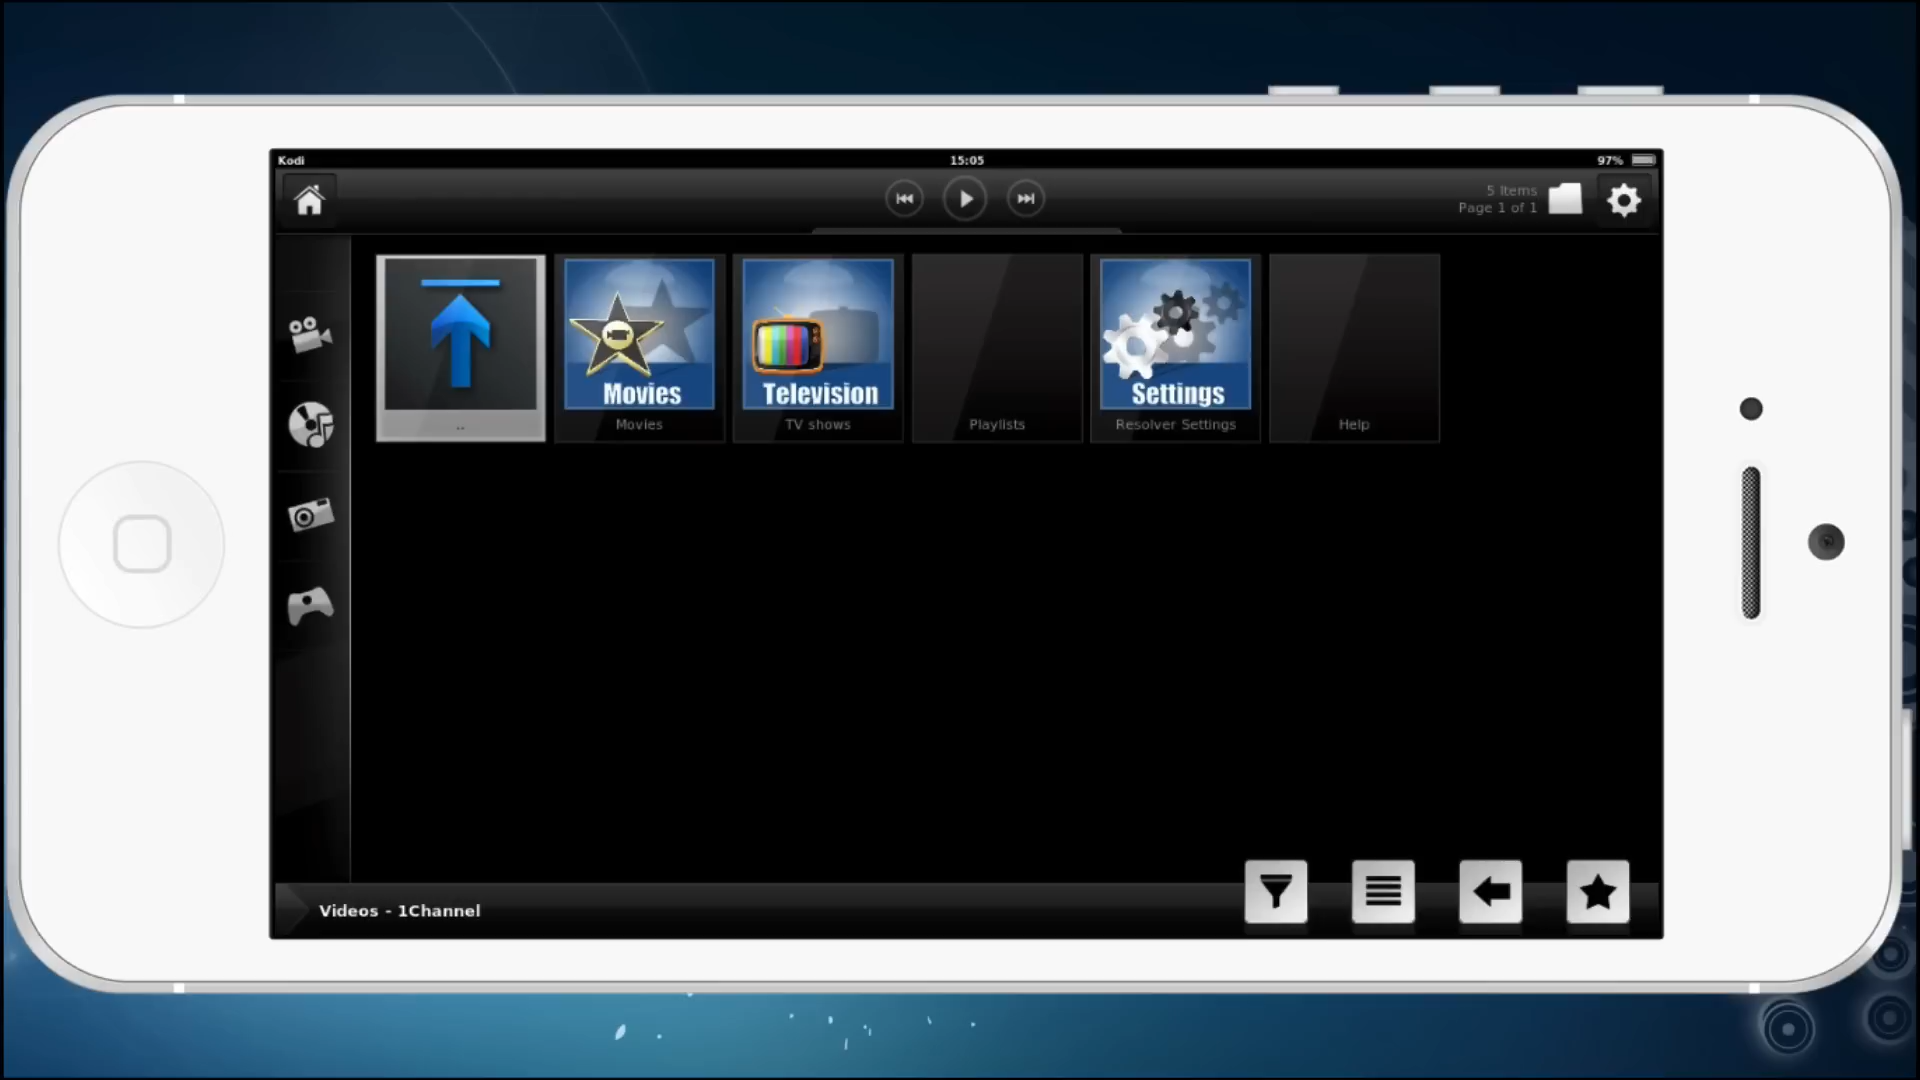 Kodi
15:05
97%
5 Items
Page 1 of 1
Movies
Television
Settings
..
Movies
TV shows
Playlists
Resolver Settings
Help
Videos - 1Channel